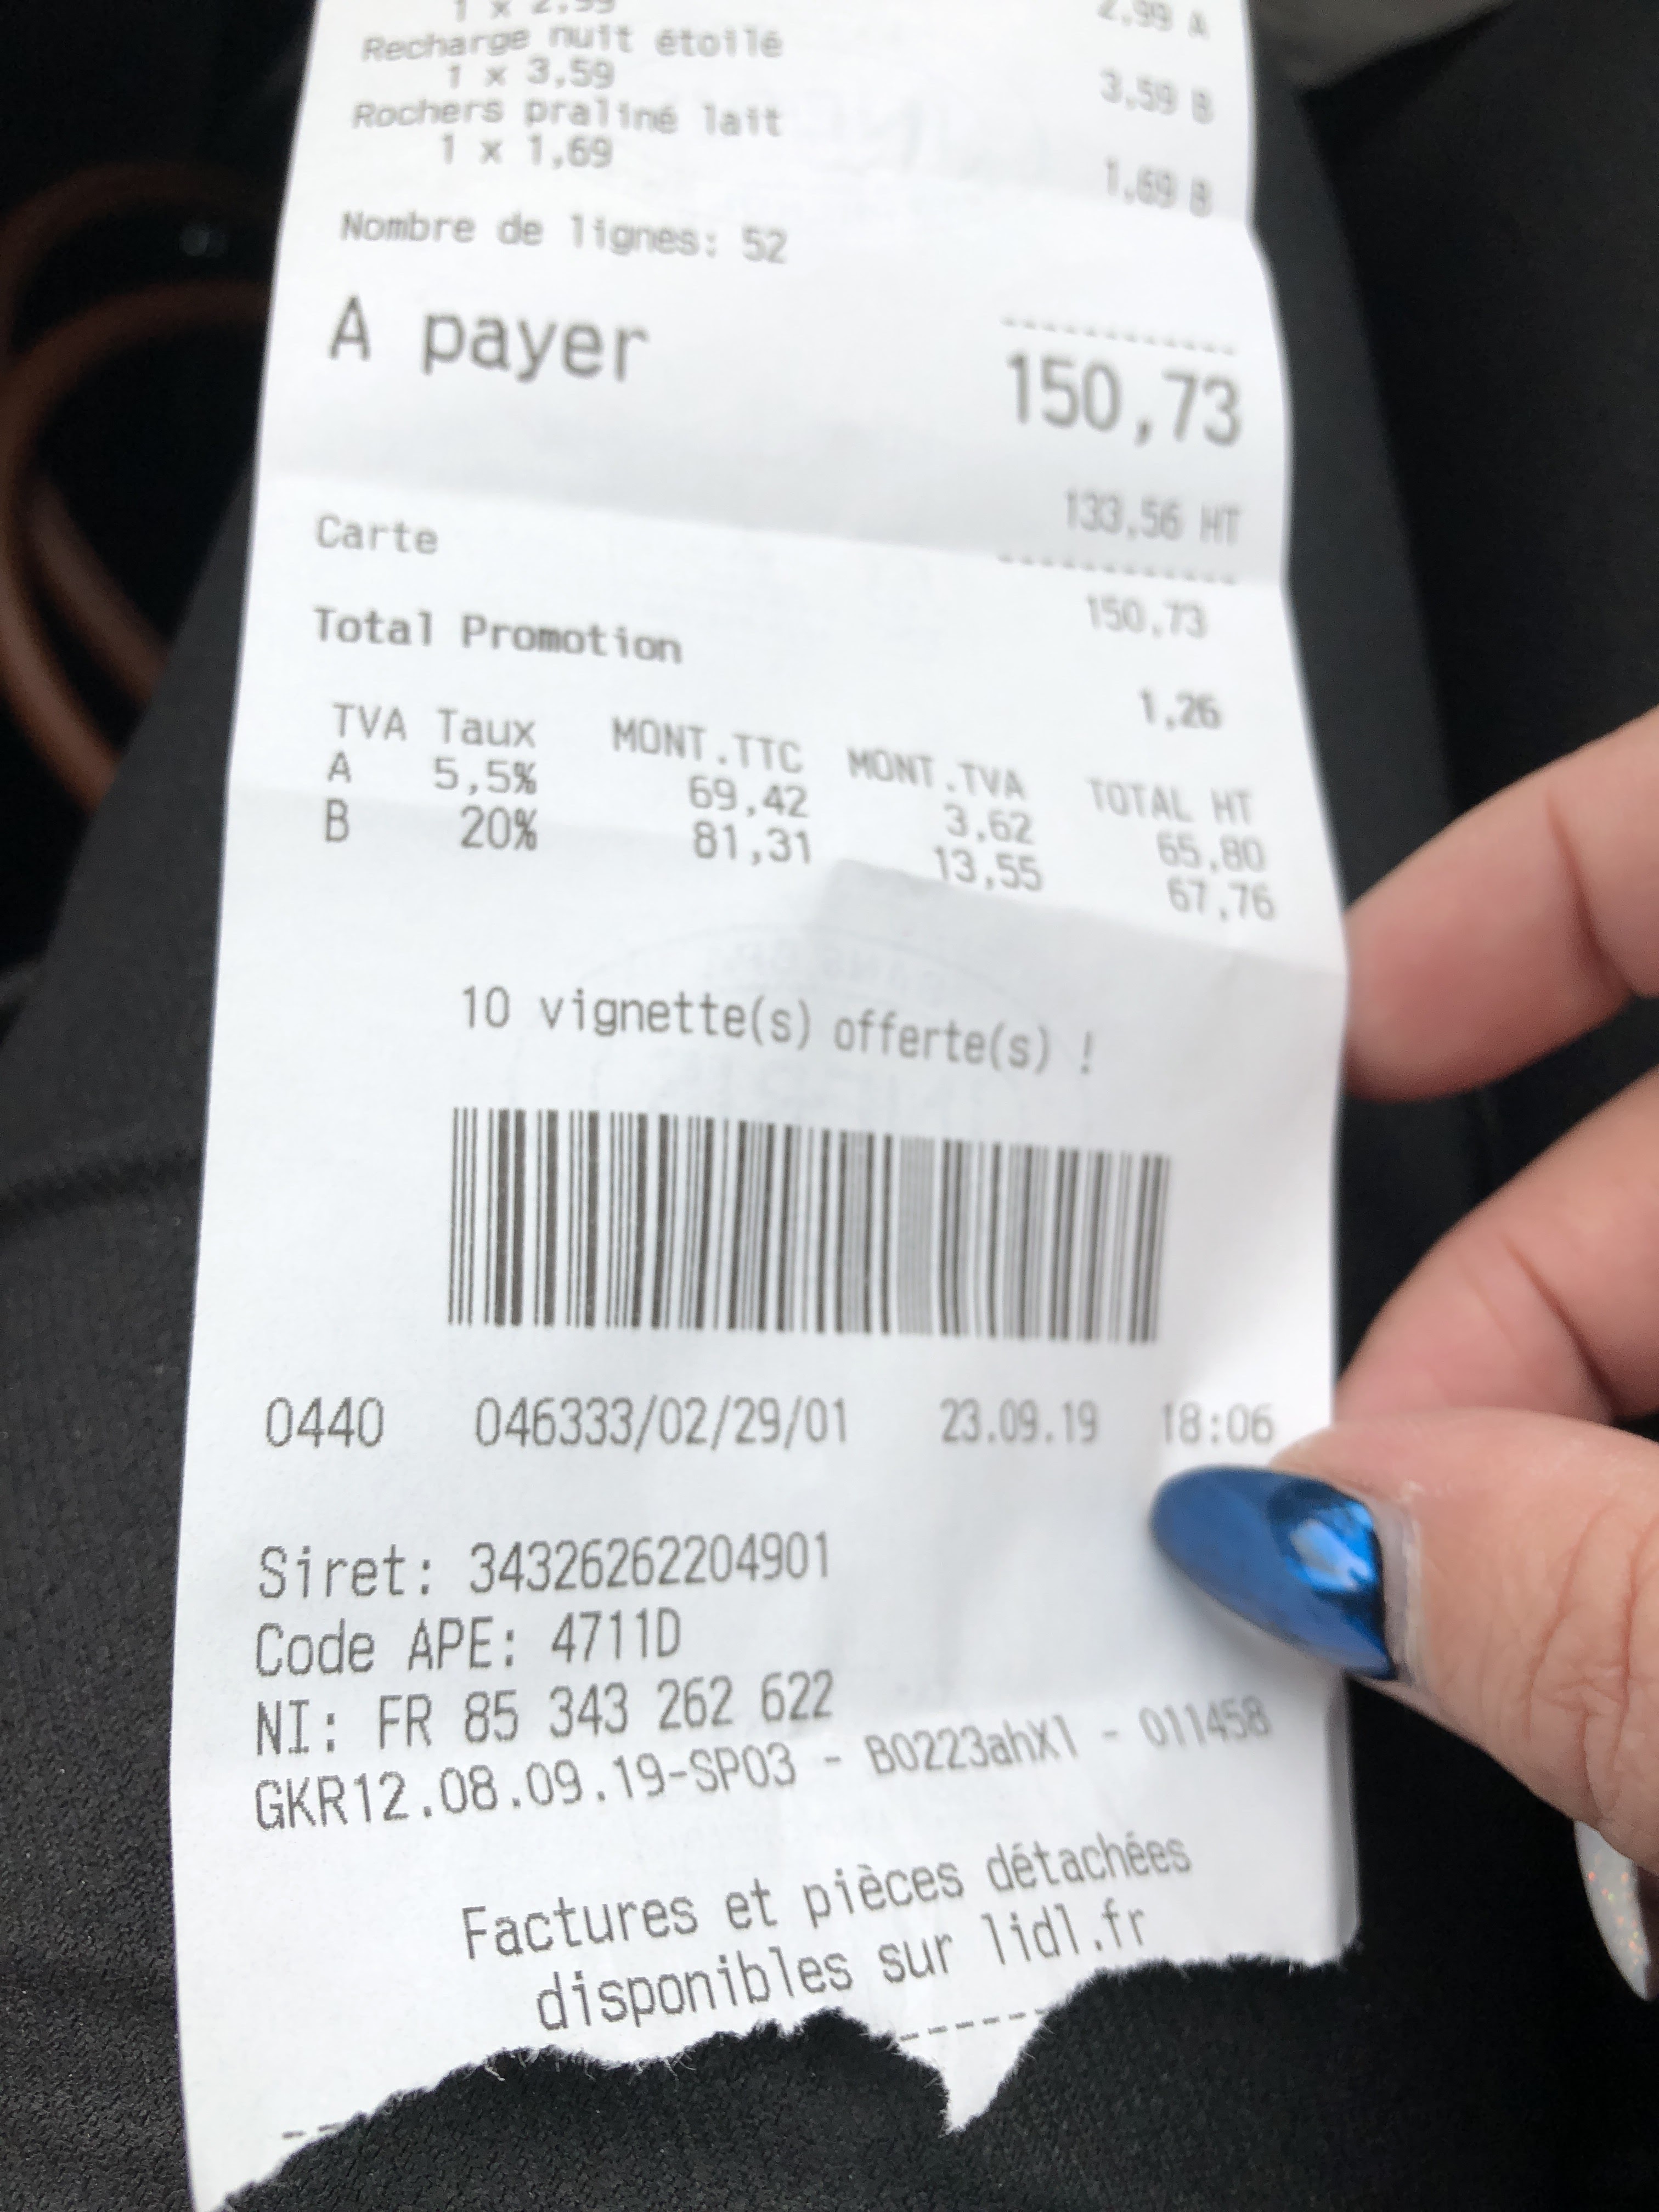 1 x 2,99
2,99 A
Recharge nuit étoilé
1 x 3,59
3,59 B
Rochers praliné lait
1 x 1,69
1,69 B
Nombre de lignes: 52
A payer 150,73
133,56 HT
Carte 150,73
Total Promotion 1,26
TVA Taux MONT.TTC MONT.TVA TOTAL HT
A 5,5% 69,42 3,62 65,80
B 20% 81,31 13,55 67,76
10 vignette(s) offerte(s) !
0440 046333/02/29/01 23.09.19 18:06
Siret: 34326262204901
Code APE: 4711D
NI: FR 85 343 262 622
GKR12.08.09.19-SP03 - B0223ahX1 - 011458
Factures et pièces détachées
disponibles sur lidl.fr